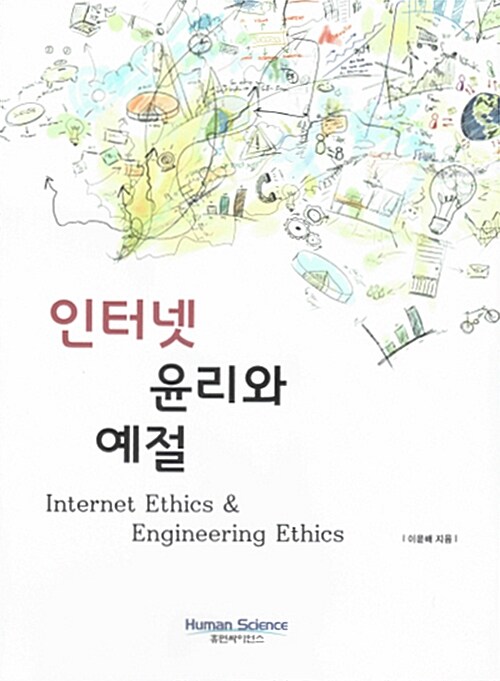 인터넷
윤리와
예절
Internet Ethics &
Engineering Ethics
| 이윤배 지음 |
Human Science
휴먼싸이언스